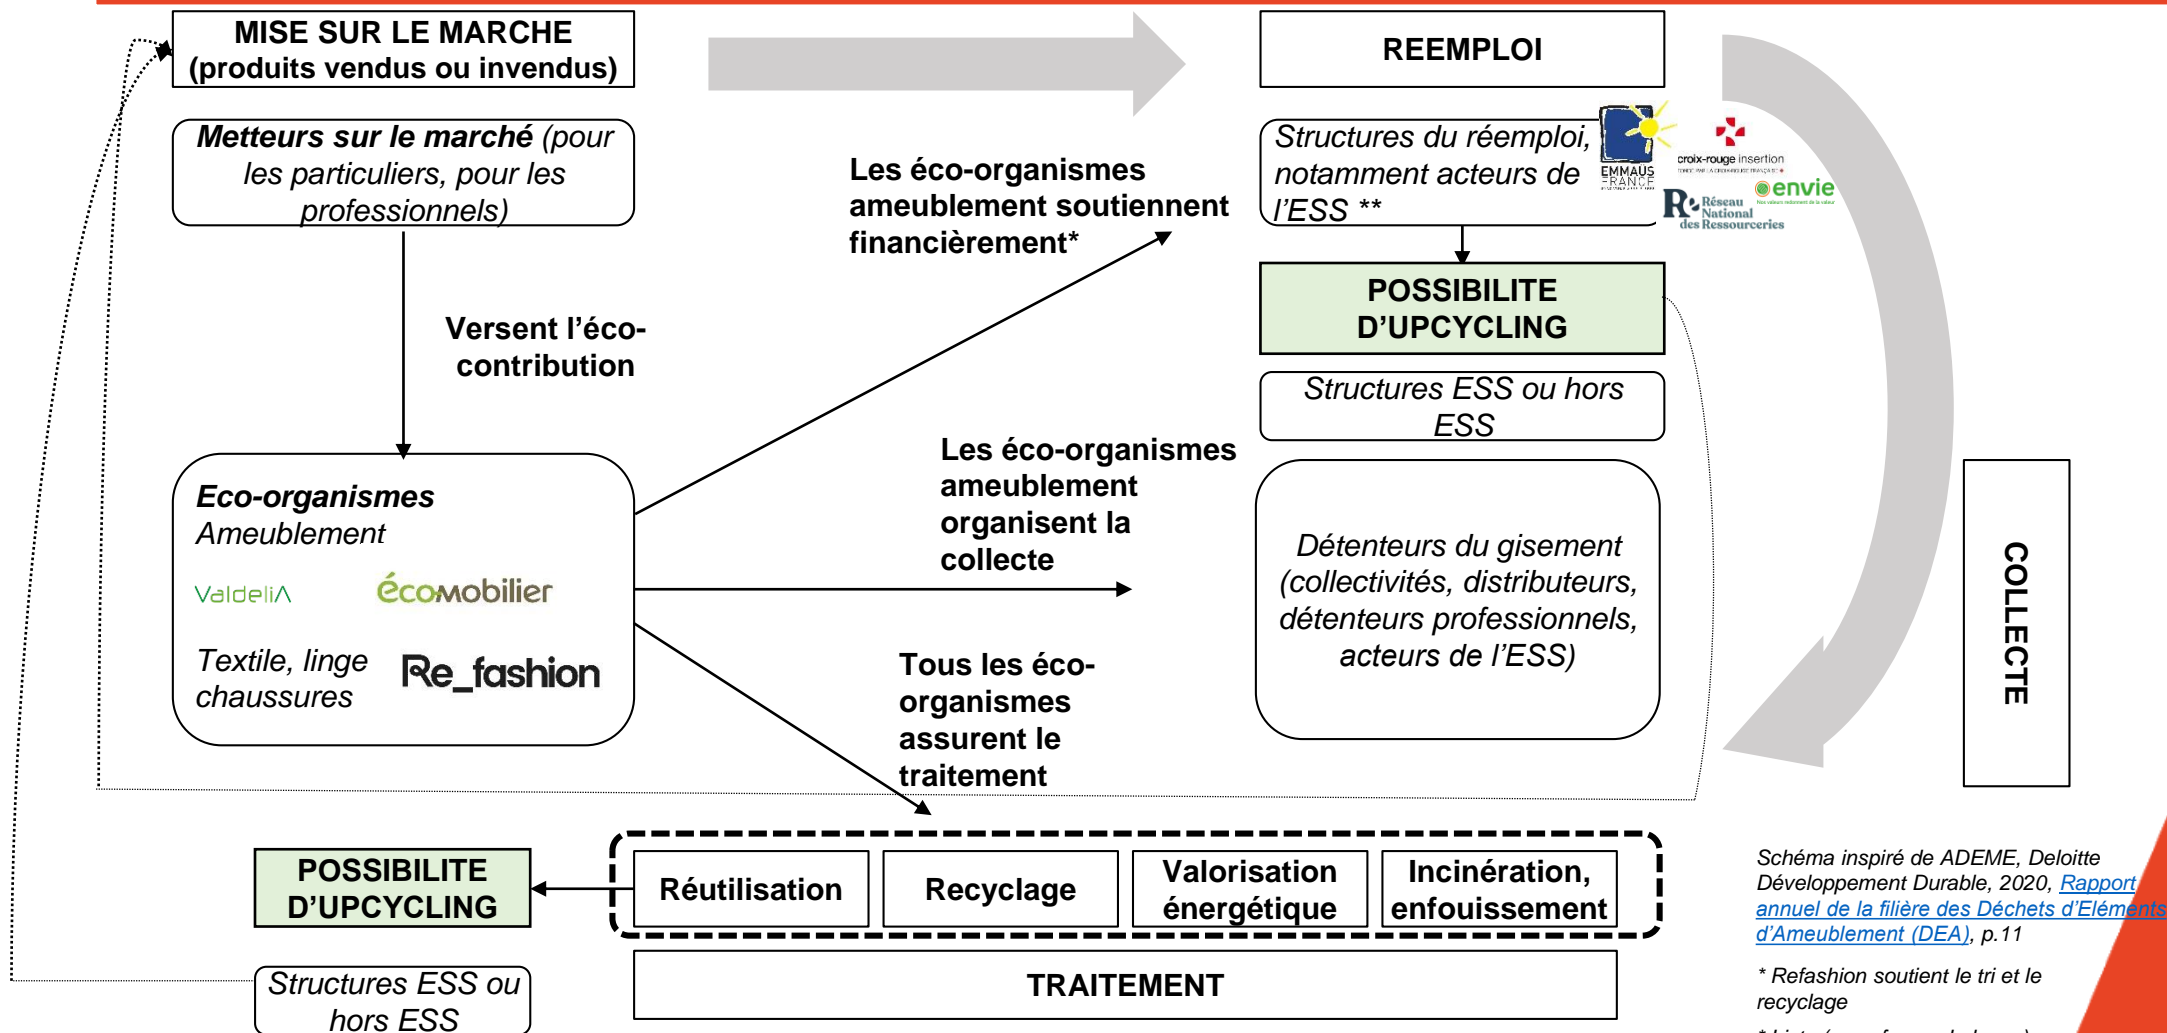 MISE SUR LE MARCHE
(produits vendus ou invendus)
REEMPLOI
Metteurs sur le marché (pour
les particuliers, pour les
professionnels)
Les éco-organismes
ameublement soutiennent
financièrement*
Structures du réemploi,
notamment acteurs de
l'ESS **
EMMAÜS
FRANCE
croix-rouge insertion
envie
Réseau
National
des Ressourceries
Versent l'éco-
contribution
POSSIBILITE
D'UPCYCLING
Structures ESS ou hors
ESS
Eco-organismes
Ameublement
Valdelia
écomobilier
Textile, linge
chaussures
Re_fashion
Les éco-organismes
ameublement
organisent la
collecte
Détenteurs du gisement
(collectivités, distributeurs,
détenteurs professionnels,
acteurs de l'ESS)
COLLECTE
Tous les éco-
organismes
assurent le
traitement
POSSIBILITE
D'UPCYCLING
Réutilisation
Recyclage
Valorisation
énergétique
Incinération,
enfouissement
Structures ESS ou
hors ESS
TRAITEMENT
Schéma inspiré de ADEME, Deloitte
Développement Durable, 2020, Rapport
annuel de la filière des Déchets d'Eléments
d'Ameublement (DEA), p.11
* Refashion soutient le tri et le
recyclage